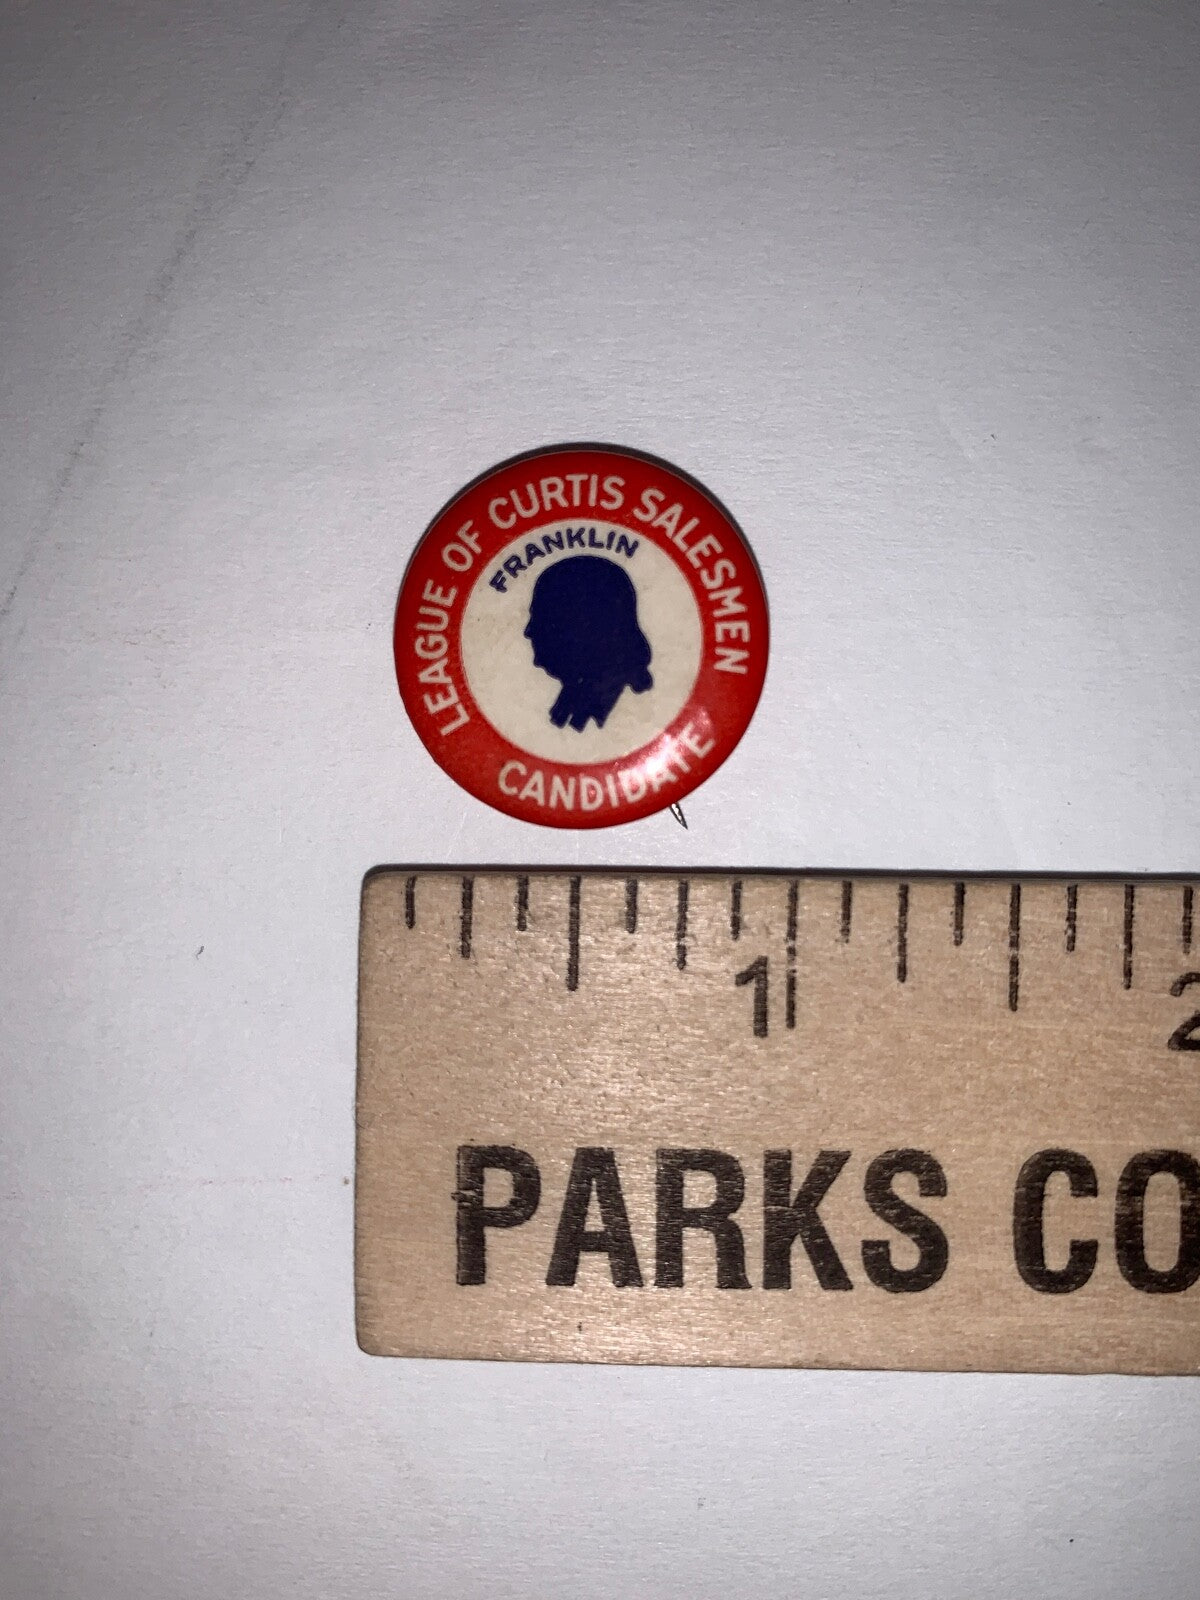 LEAGUE OF CURTIS SALESMEN
FRANKLIN
CANDIDATE
1
2
PARKS CO